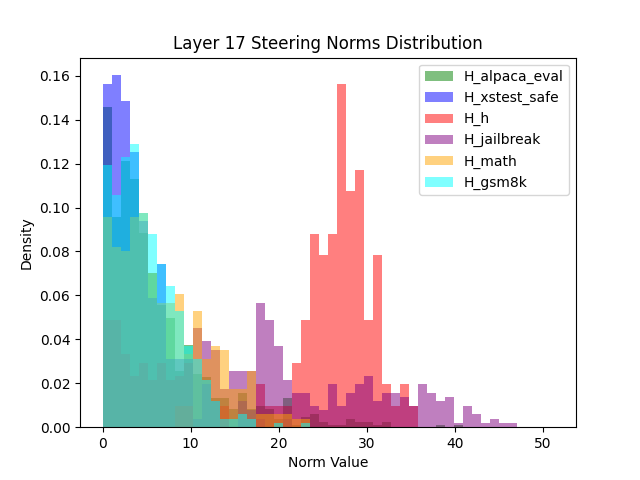 Layer 17 Steering Norms Distribution
H_alpaca_eval
H_xstest_safe
H_h
H_jailbreak
H_math
H_gsm8k
Density
0.16
0.14
0.12
0.10
0.08
0.06
0.04
0.02
0.00
0 10 20 30 40 50
Norm Value